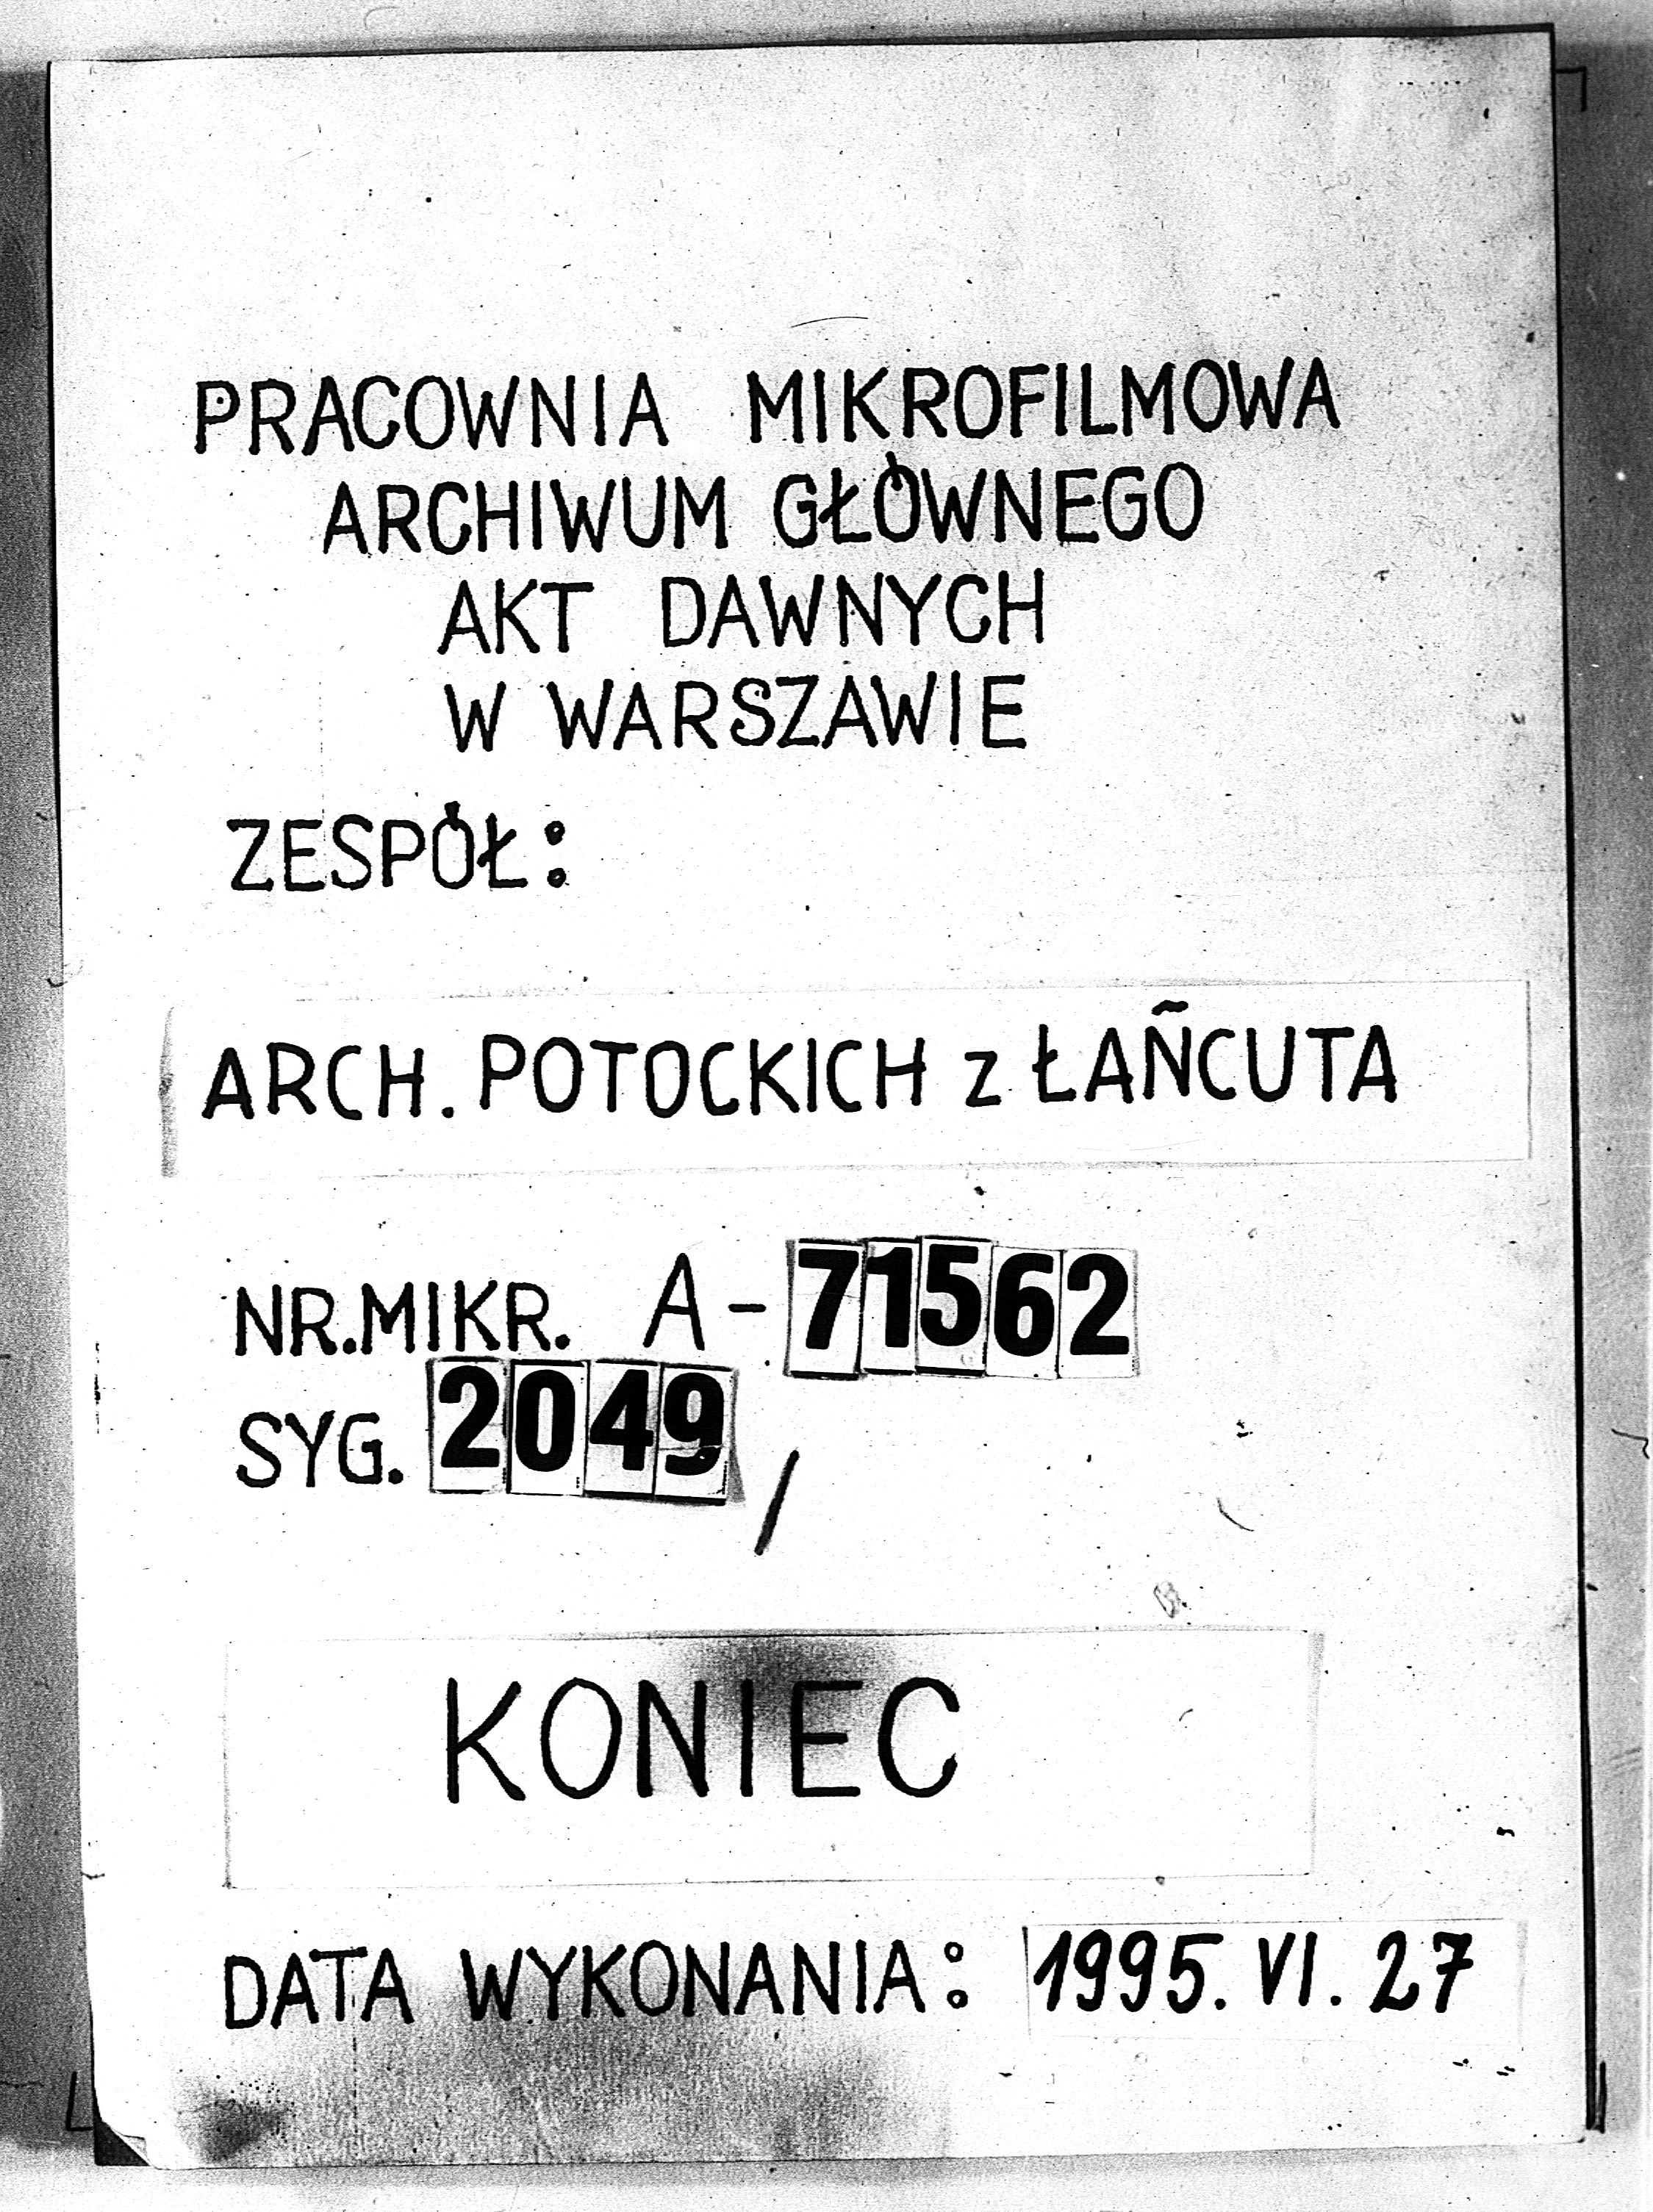 PRACOWNIA MIKROFILMOWA
ARCHIWUM GŁÓWNEGO
AKT DAWNYCH
W WARSZAWIE
ZESPÓŁ:
ARCH. POTOCKICH z ŁAŃCUTA
NR. MIKR. A-71562
SYG. 2049/
KONIEC
DATA WYKONANIA: 1995. VI. 27